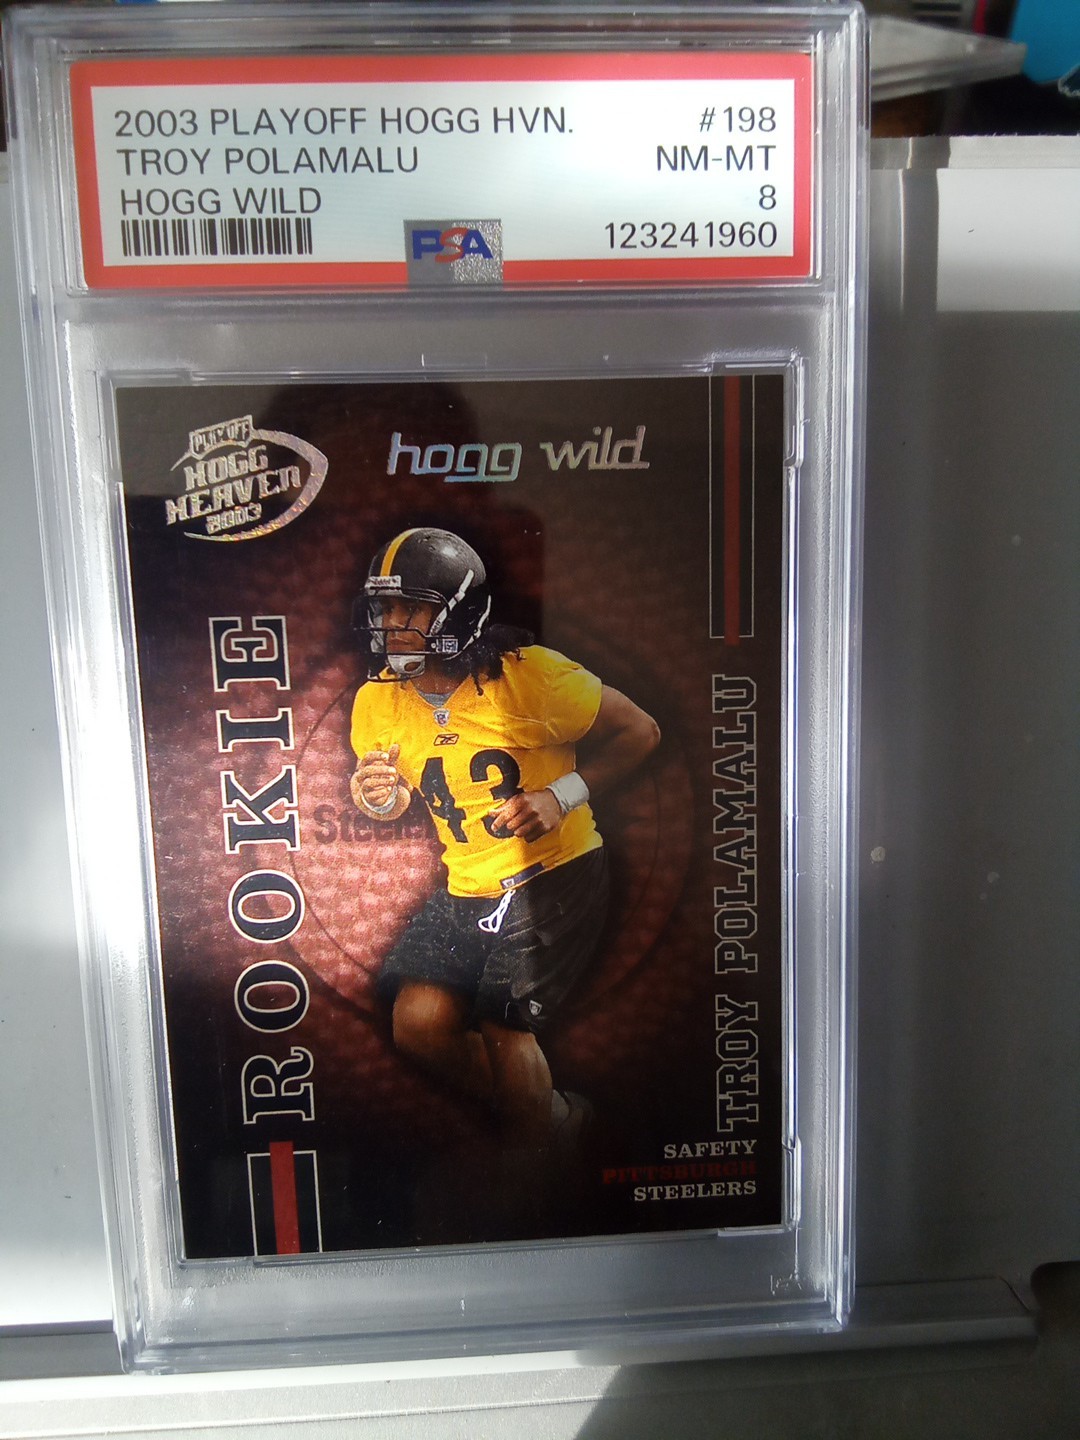 2003 PLAYOFF HOGG HVN. #198
TROY POLAMALU NM-MT
HOGG WILD 8
123241960
PSA
PLAYOFF
HOGG
HEAVEN
2003
hogg wild
ROOKIE
Steeler
43
TROY POLAMALU
SAFETY
PITTSBURGH
STEELERS